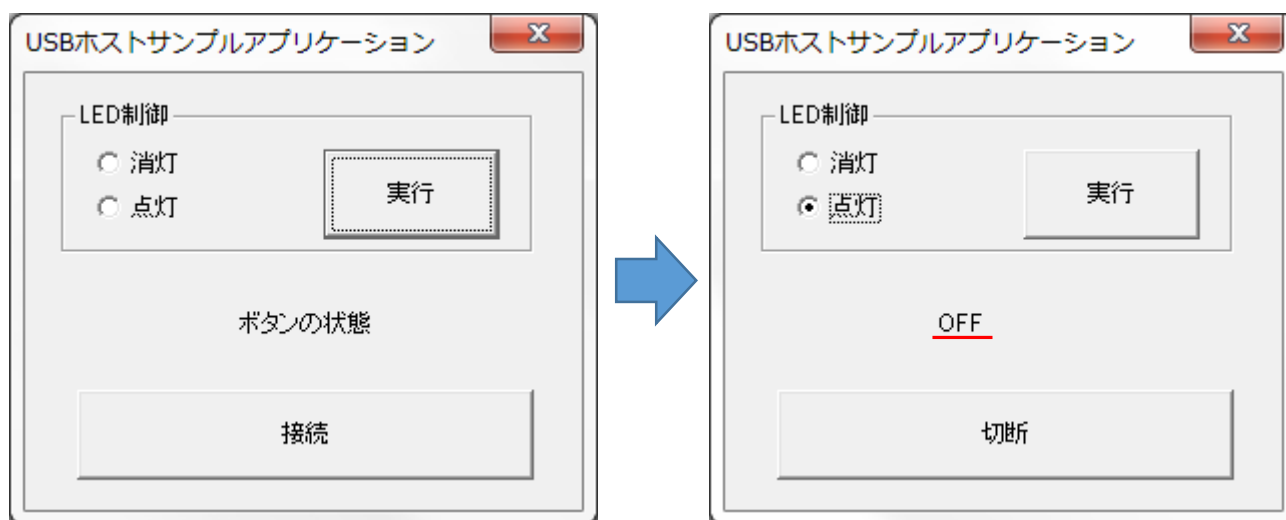 USBホストサンプルアプリケーション
LED制御
消灯
点灯
実行
ボタンの状態
接続
USBホストサンプルアプリケーション
LED制御
消灯
点灯
実行
OFF
切断